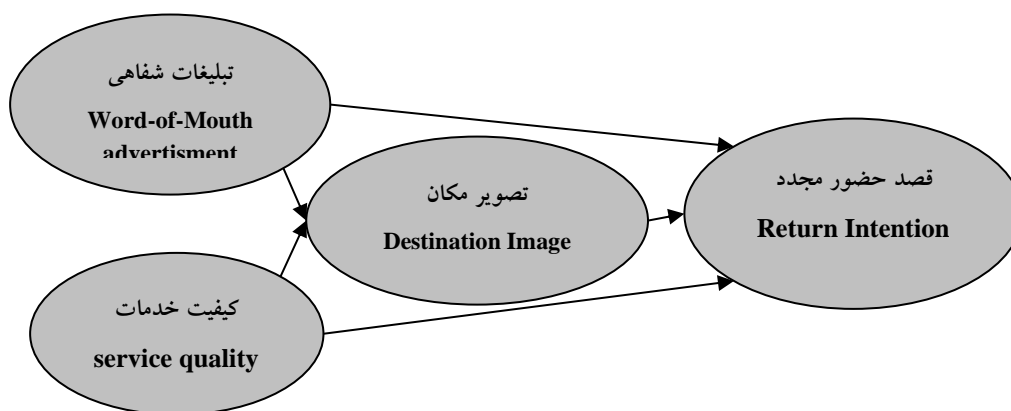 تبلیغات شفاهی
Word-of-Mouth
advertisment
تصویر مکان
Destination Image
قصد حضور مجدد
Return Intention
کیفیت خدمات
service quality